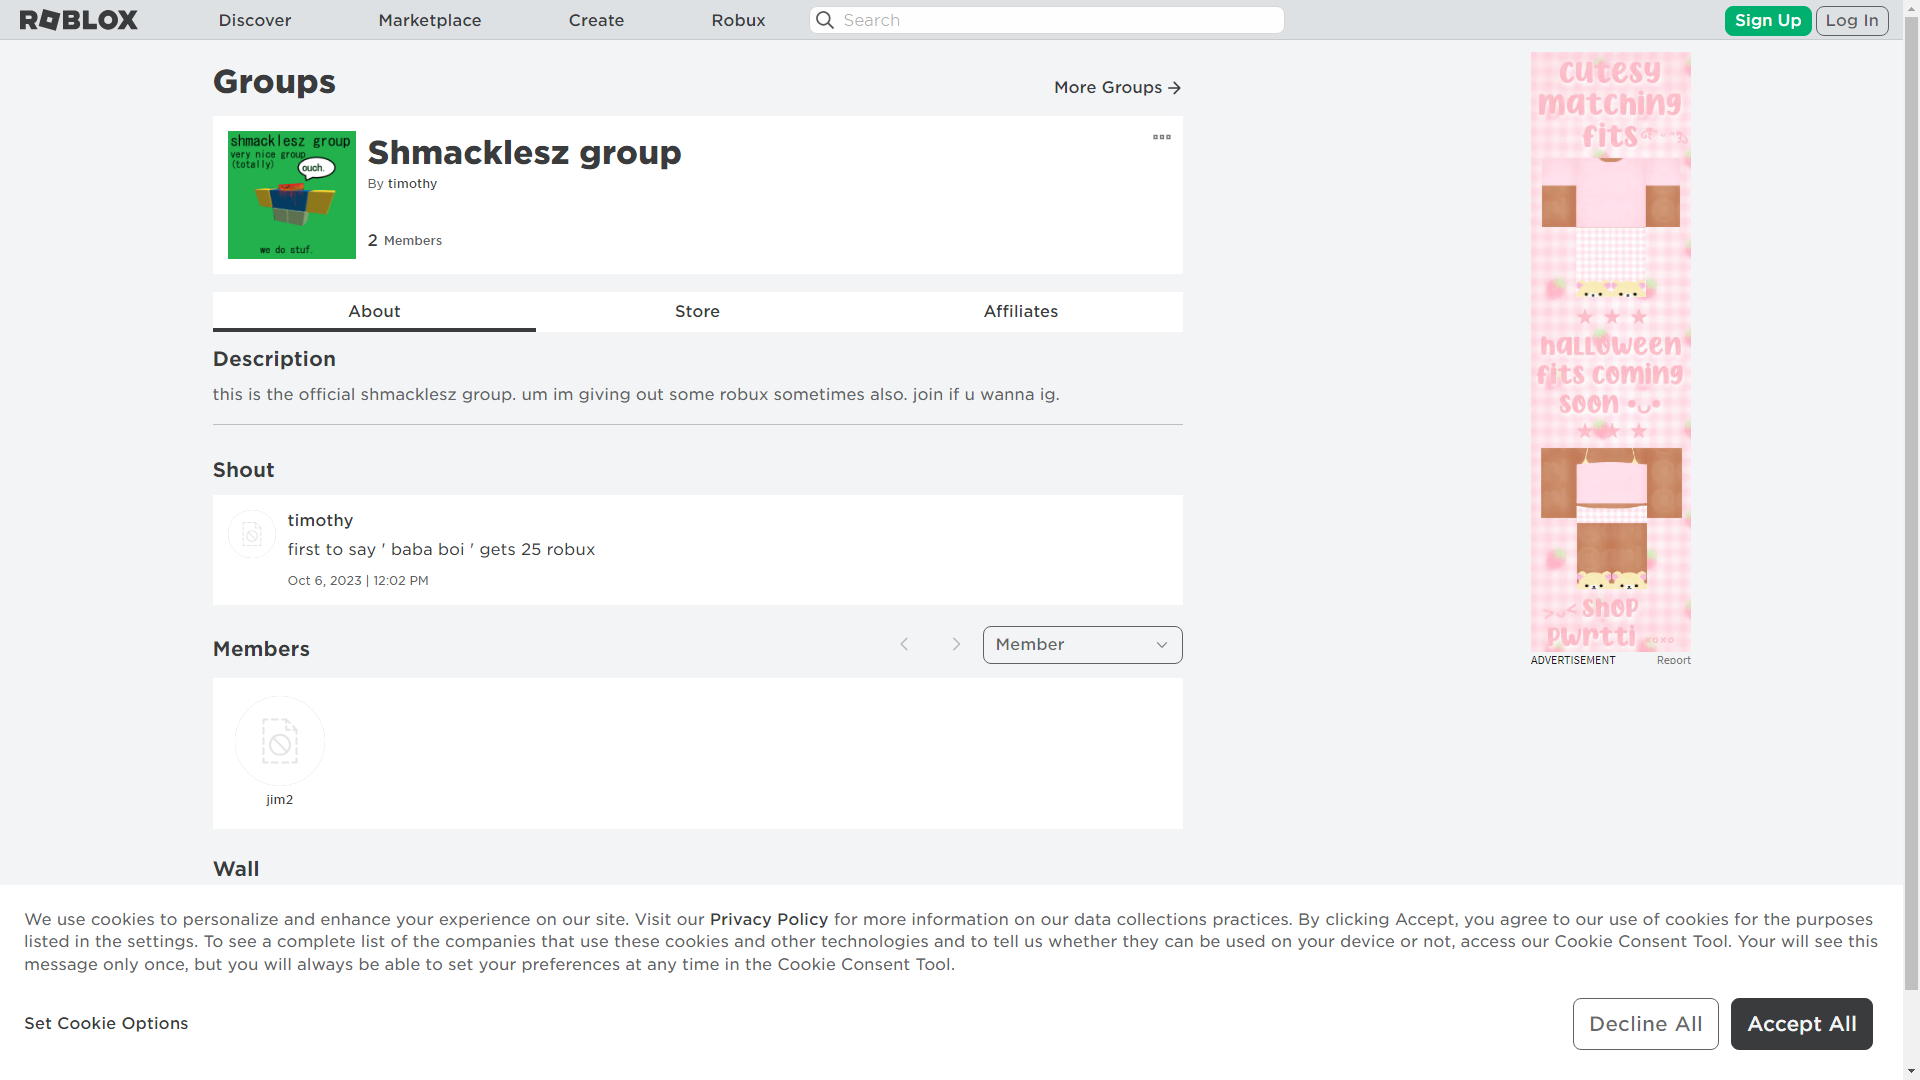 ROBLOX
Discover
Marketplace
Create
Robux
Search
Sign Up
Log In
Groups
More Groups
shmacklesz group
very nice group
(totally)
ouch.
we do stuf.
Shmacklesz group
By timothy
2 Members
About
Store
Affiliates
Description
this is the official shmacklesz group. um im giving out some robux sometimes also. join if u wanna ig.
Shout
timothy
first to say ' baba boi ' gets 25 robux
Oct 6, 2023 | 12:02 PM
Members
Member
jim2
Wall
cutesy
matching
fits
halloween
fits coming
soon
>ᴗ< shop
pwrtti xoxo
ADVERTISEMENT
Report
We use cookies to personalize and enhance your experience on our site. Visit our Privacy Policy for more information on our data collections practices. By clicking Accept, you agree to our use of cookies for the purposes
listed in the settings. To see a complete list of the companies that use these cookies and other technologies and to tell us whether they can be used on your device or not, access our Cookie Consent Tool. Your will see this
message only once, but you will always be able to set your preferences at any time in the Cookie Consent Tool.
Set Cookie Options
Decline All
Accept All